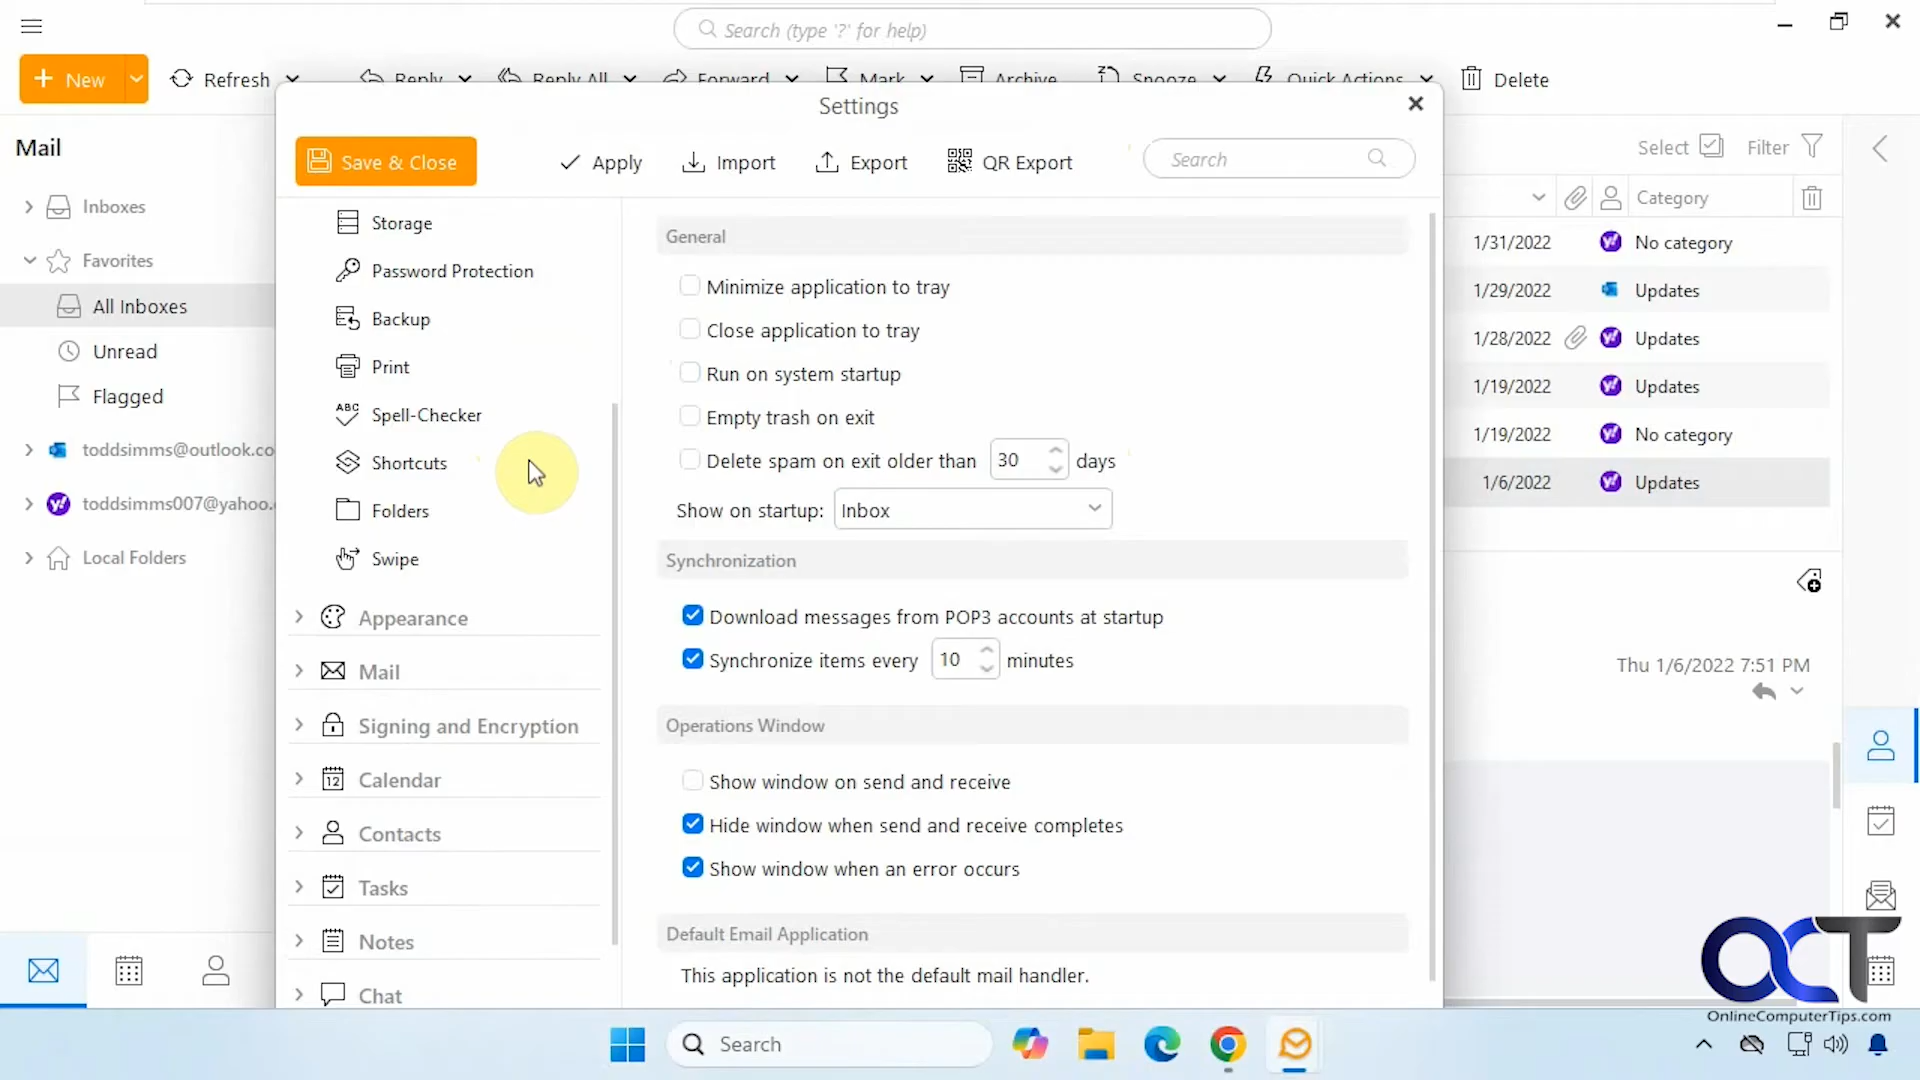 Search (type '?' for help)
New
Refresh
Reply
Reply All
Forward
Mark
Archive
Snooze
Quick Actions
Delete
Mail
Inboxes
Favorites
All Inboxes
Unread
Flagged
toddsimms@outlook.co
toddsimms007@yahoo.
Local Folders
Settings
Save & Close
Apply
Import
Export
QR Export
Search
Storage
Password Protection
Backup
Print
ABC
Spell-Checker
Shortcuts
Folders
Swipe
Appearance
Mail
Signing and Encryption
12
Calendar
Contacts
Tasks
Notes
Chat
General
Minimize application to tray
Close application to tray
Run on system startup
Empty trash on exit
Delete spam on exit older than 30 days
Show on startup: Inbox
Synchronization
Download messages from POP3 accounts at startup
Synchronize items every 10 minutes
Operations Window
Show window on send and receive
Hide window when send and receive completes
Show window when an error occurs
Default Email Application
This application is not the default mail handler.
Select
Filter
Category
1/31/2022 No category
1/29/2022 Updates
1/28/2022 Updates
1/19/2022 Updates
1/19/2022 No category
1/6/2022 Updates
Thu 1/6/2022 7:51 PM
OCT
OnlineComputerTips.com
Search